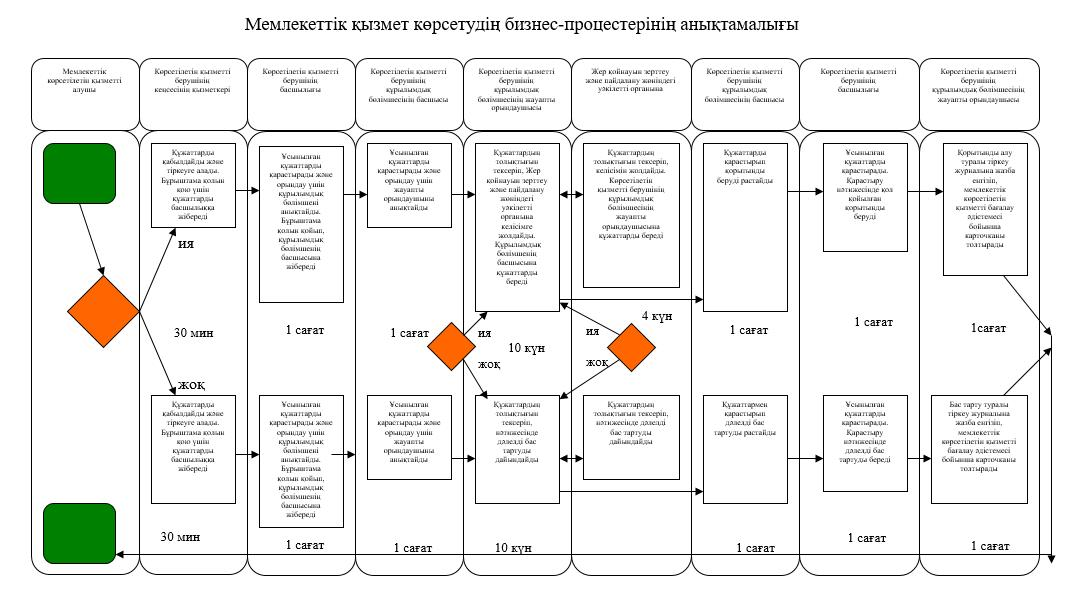 Мемлекеттік қызмет көрсетудің бизнес-процестерінің анықтамалығы
Мемлекеттік
көрсетілетін қызметті
алушы
Көрсетілетін қызметті
берушінің
кеңсесінің қызметкері
Көрсетілетін қызметті
берушінің
басшылығы
Көрсетілетін қызметті
берушінің
құрылымдық
бөлімшесінің басшысы
Көрсетілетін қызметті
берушінің
құрылымдық
бөлімшесінің жауапты
орындаушысы
Жер қойнауын зерттеу
және пайдалану жөніндегі
уәкілетті органына
Көрсетілетін қызметті
берушінің
құрылымдық
бөлімшесінің басшысы
Көрсетілетін қызметті
берушінің
басшылығы
Көрсетілетін қызметті
берушінің
құрылымдық бөлімшесінің
жауапты орындаушысы
Құжаттарды
қабылдайды және
тіркеуге алады.
Бұрыштама қолын
қою үшін
құжаттарды
басшылыққа
жібереді
Ұсынылған
құжаттарды
қарастырады және
орындау үшін
құрылымдық
бөлімшені
анықтайды.
Бұрыштама
қолын қойып,
құрылымдық
бөлімшенің
басшысына
жібереді
Ұсынылған
құжаттарды
қарастырады және
орындау үшін
жауапты
орындаушыны
анықтайды
Құжаттардың
толықтығын
тексеріп, Жер
қойнауын зерттеу
және пайдалану
жөніндегі
уәкілетті
органына
келісімге
жолдайды.
Құрылымдық
бөлімшенің
басшысына
құжаттарды
береді
Құжаттардың
толықтығын тексеріп,
келісімін жолдайды.
Көрсетілетін
қызметті берушінің
құрылымдық
бөлімшесінің
жауапты
орындаушысына
құжаттарды береді
Құжаттарды
қарастырып
қорытынды
беруді растайды
Ұсынылған
құжаттарды
қарастырады.
Қарастыру
нәтижесінде қол
қойылған
қорытынды
беруді
Қорытынды алу
туралы тіркеу
журналына жазба
енгізіп,
мемлекеттік
көрсетілетін
қызметті бағалау
әдістемесі
бойынша
карточканы
толтырады
ия
30 мин
жоқ
1 сағат
1 сағат
ия
10 күн
жоқ
ия
4 күн
жоқ
1 сағат
1 сағат
1сағат
Құжаттарды
қабылдайды және
тіркеуге алады.
Бұрыштама қолын
қою үшін
құжаттарды
басшылыққа
жібереді
Ұсынылған
құжаттарды
қарастырады және
орындау үшін
құрылымдық
бөлімшені
анықтайды.
Бұрыштама
қолын қойып,
құрылымдық
бөлімшенің
басшысына
жібереді
Ұсынылған
құжаттарды
қарастырады және
орындау үшін
жауапты
орындаушыны
анықтайды
Құжаттардың
толықтығын
тексеріп,
нәтижесінде
дәлелді бас
тартуды
дайындайды
Құжаттардың
толықтығын тексеріп,
нәтижесінде дәлелді
бас тартуды
дайындайды
Құжаттармен
қарастырып
дәлелді бас
тартуды растайды
Ұсынылған
құжаттарды
қарастырады.
Қарастыру
нәтижесінде
дәлелді бас
тартуды береді
Бас тарту туралы
тіркеу журналына
жазба енгізіп,
мемлекеттік
көрсетілетін қызметті
бағалау әдістемесі
бойынша карточканы
толтырады
30 мин
1 сағат
1 сағат
10 күн
1 сағат
1 сағат
1 сағат